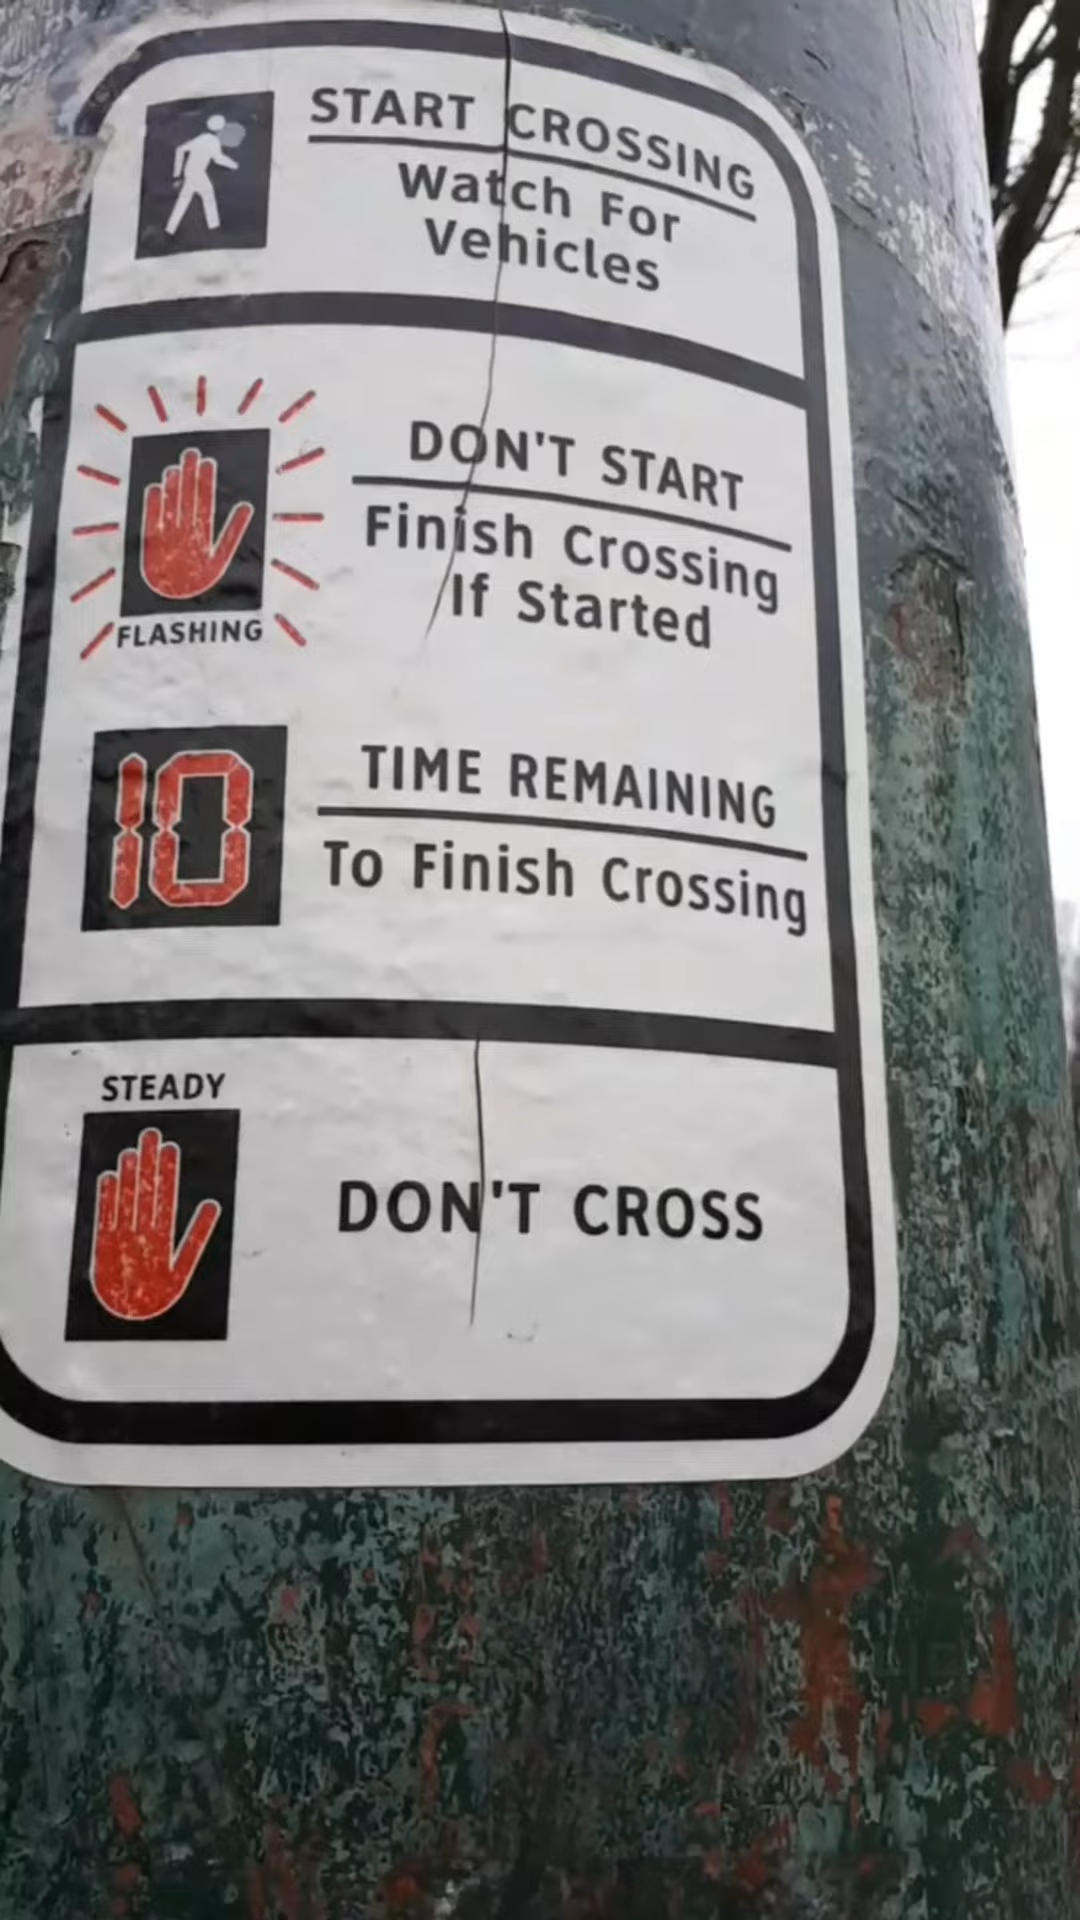 START CROSSING
Watch For
Vehicles
DON'T START
Finish Crossing
If Started
FLASHING
10
TIME REMAINING
To Finish Crossing
STEADY
DON'T CROSS